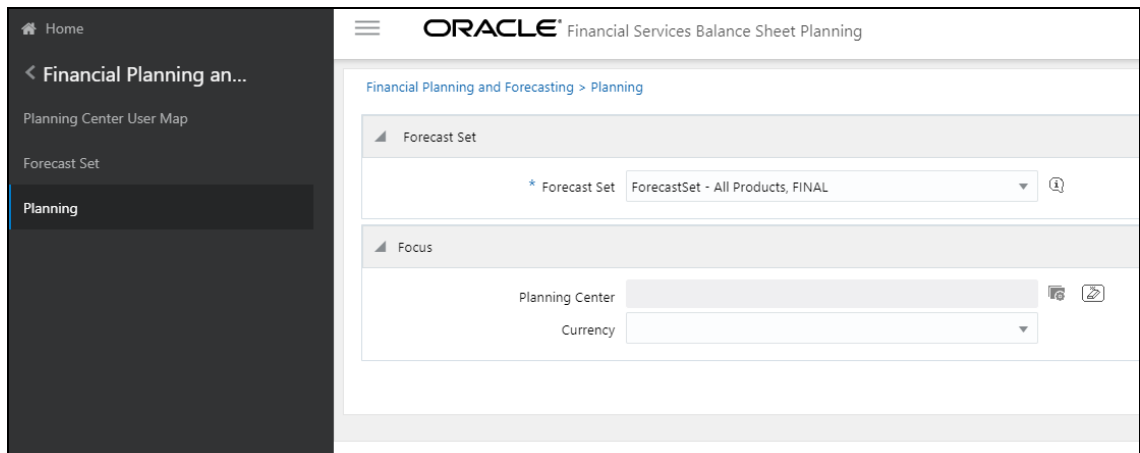 Home
Financial Planning an...
Planning Center User Map
Forecast Set
Planning
ORACLE® Financial Services Balance Sheet Planning
Financial Planning and Forecasting > Planning
Forecast Set
* Forecast Set ForecastSet - All Products, FINAL
Focus
Planning Center
Currency